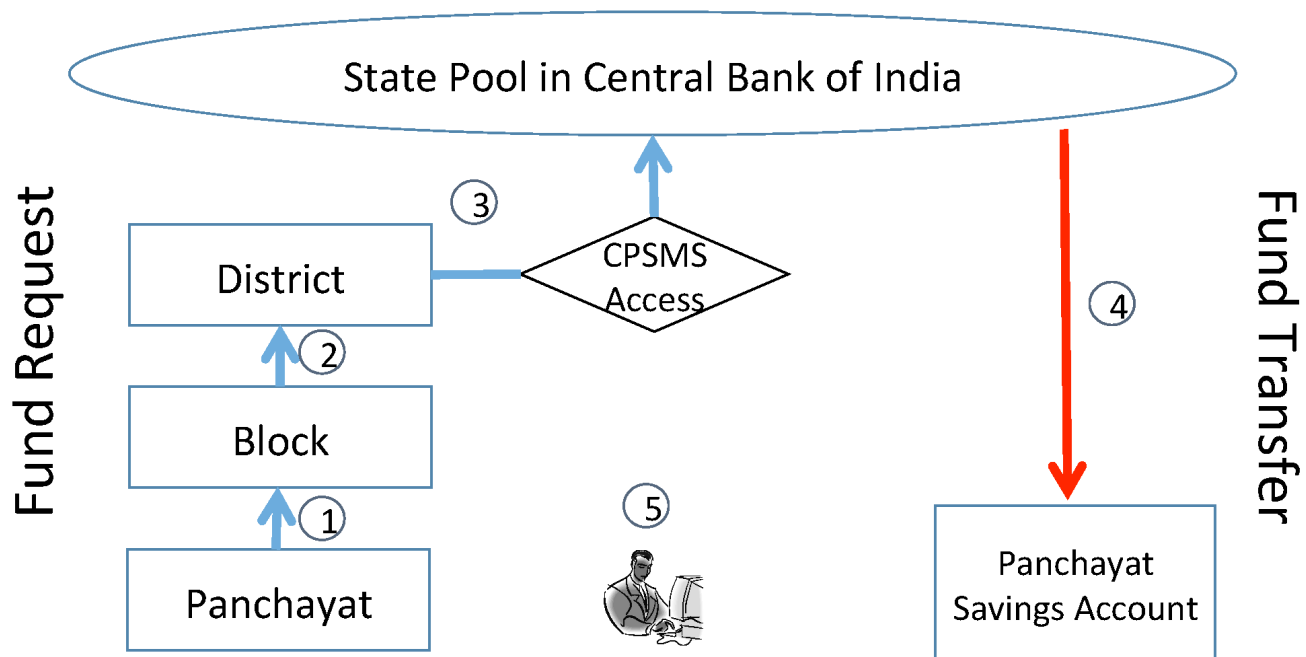 State Pool in Central Bank of India
Fund Request
3
District
CPSMS
Access
4
Fund Transfer
2
Block
1
5
Panchayat
Panchayat
Savings Account